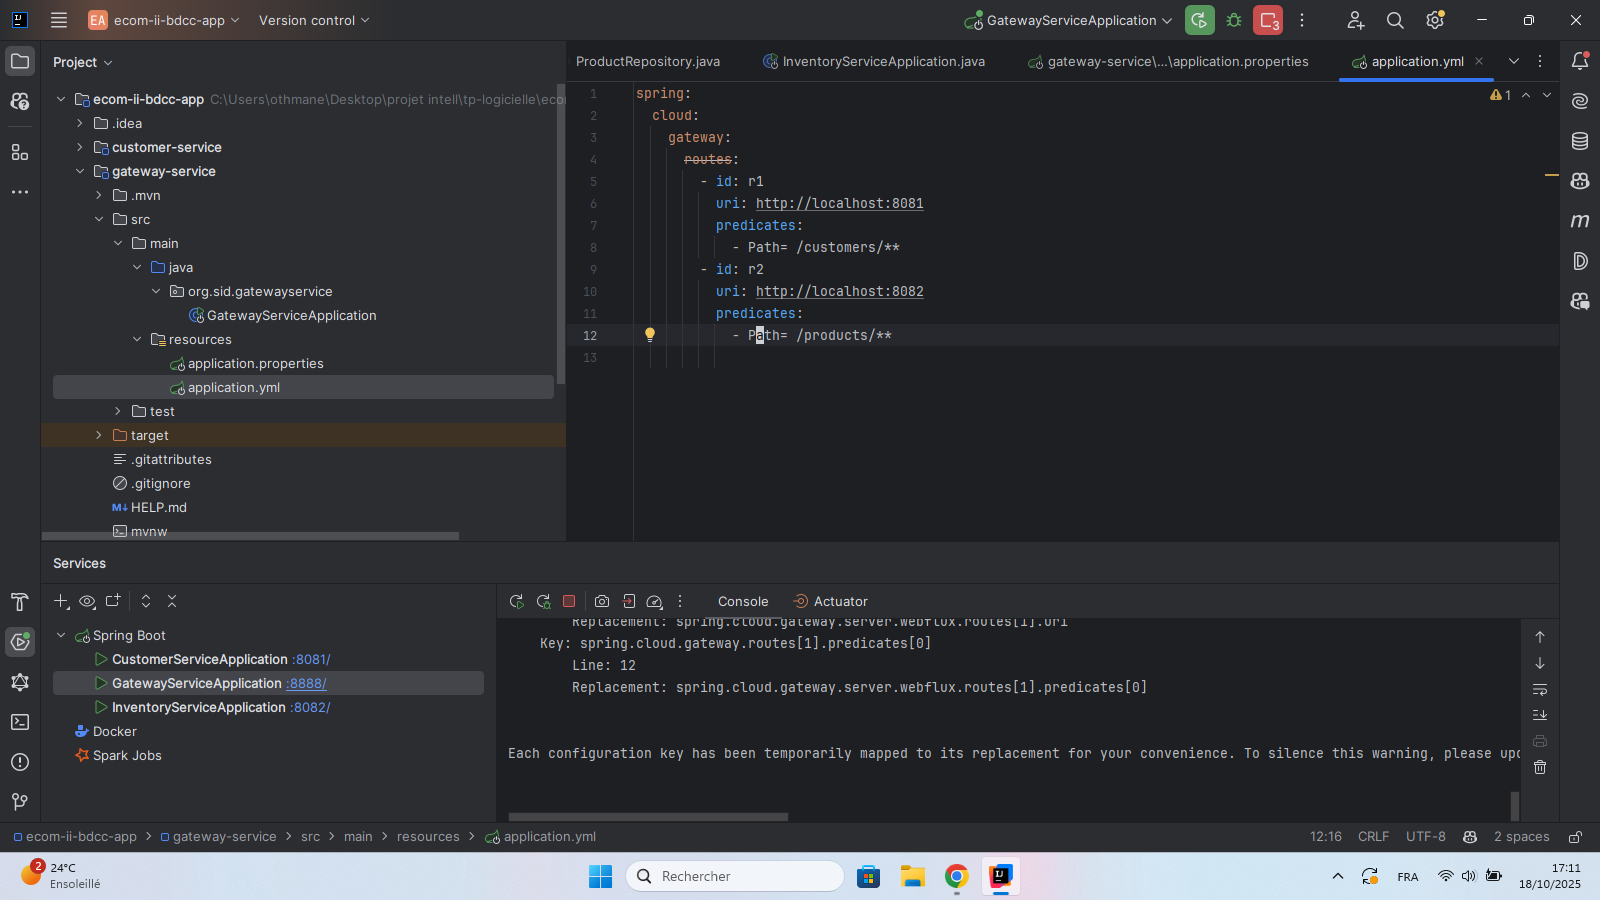 EA ecom-ii-bdcc-app Version control GatewayServiceApplication 3
Project
ProductRepository.java InventoryServiceApplication.java gateway-service\...\application.properties application.yml
ecom-ii-bdcc-app C:\Users\othmane\Desktop\projet intell\tp-logicielle\ecom
.idea
customer-service
gateway-service
.mvn
src
main
java
org.sid.gatewayservice
GatewayServiceApplication
resources
application.properties
application.yml
test
target
.gitattributes
.gitignore
M↓ HELP.md
mvnw
1 spring:
2 cloud:
3 gateway:
4 routes:
5 - id: r1
6 uri: http://localhost:8081
7 predicates:
8 - Path= /customers/**
9 - id: r2
10 uri: http://localhost:8082
11 predicates:
12 - Path= /products/**
13
1
Services
Console Actuator
Spring Boot
CustomerServiceApplication :8081/
GatewayServiceApplication :8888/
InventoryServiceApplication :8082/
Docker
Spark Jobs
Replacement: spring.cloud.gateway.server.webflux.routes[1].uri
Key: spring.cloud.gateway.routes[1].predicates[0]
Line: 12
Replacement: spring.cloud.gateway.server.webflux.routes[1].predicates[0]
Each configuration key has been temporarily mapped to its replacement for your convenience. To silence this warning, please upd
ecom-ii-bdcc-app > gateway-service > src > main > resources > application.yml
12:16 CRLF UTF-8 2 spaces
2
24°C
Ensoleillé
Rechercher
FRA
17:11
18/10/2025